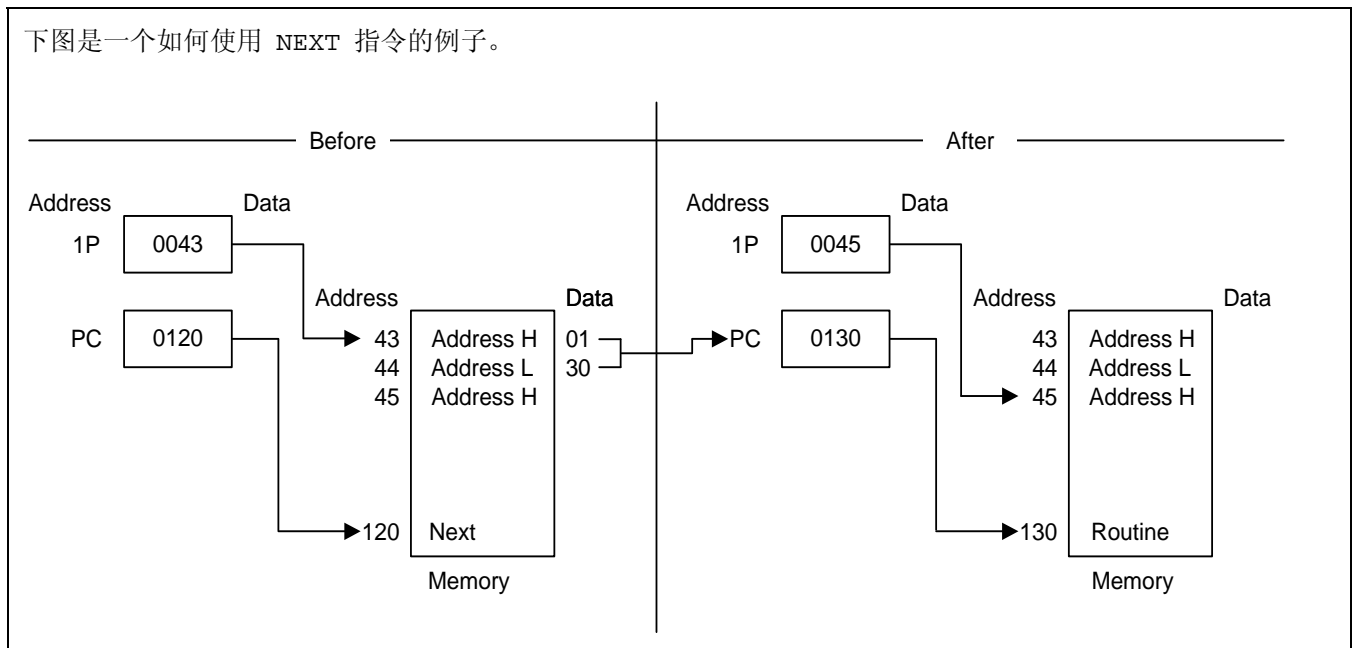 下图是一个如何使用 NEXT 指令的例子。
Before
After
Address Data
1P 0043
Address Data
PC 0120
43 Address H 01
44 Address L 30
45 Address H
120 Next
Memory
Address Data
1P 0045
Address Data
PC 0130
43 Address H
44 Address L
45 Address H
130 Routine
Memory